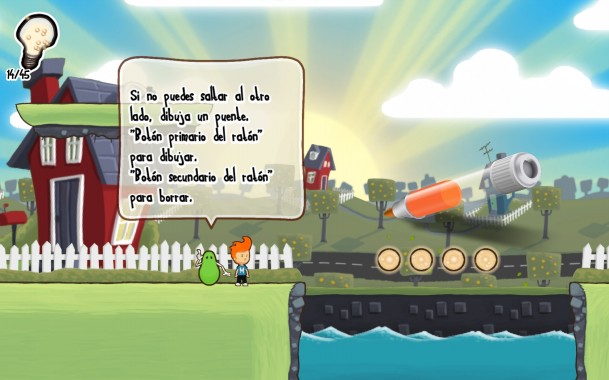 14/45
Si no puedes saltar al otro
lado, dibuja un puente.
"Botón primario del ratón"
para dibujar.
"Botón secundario del ratón"
para borrar.